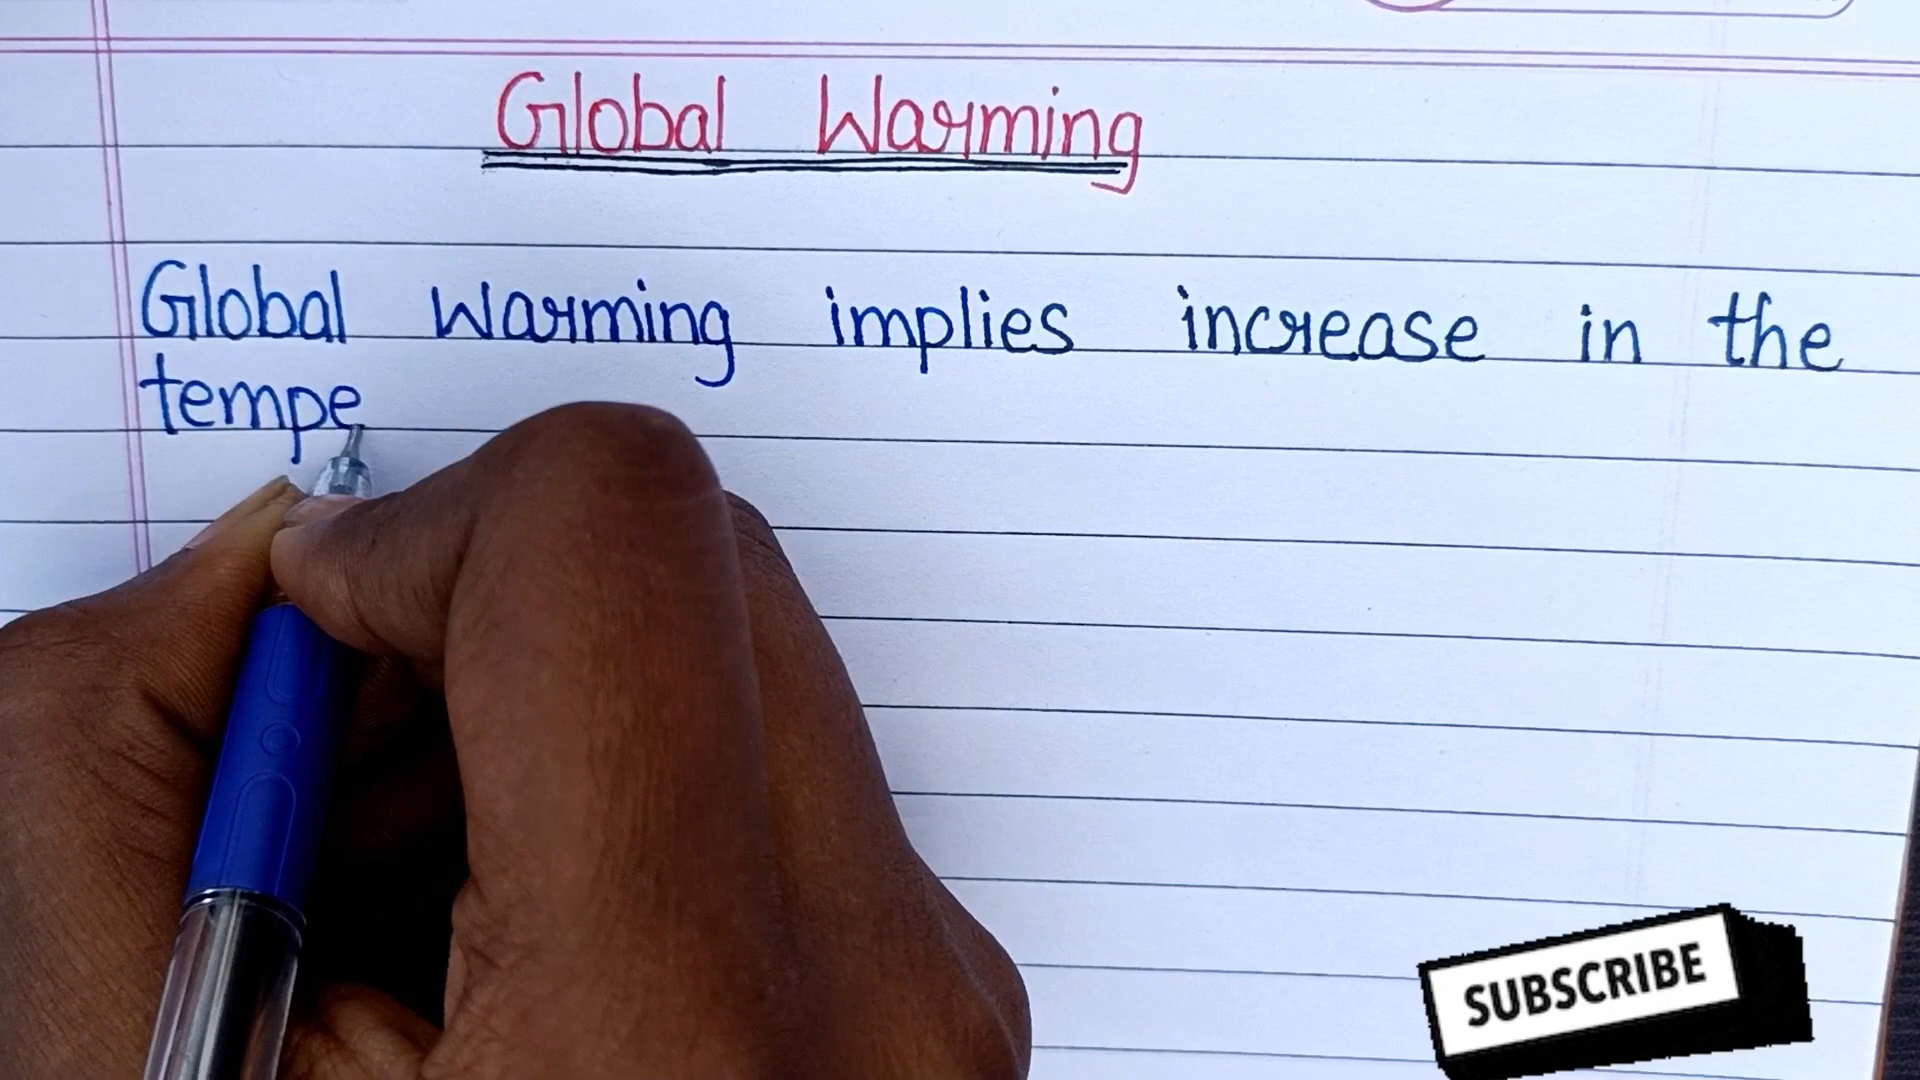 Global Warming
Global Warming implies increase in the
tempe
SUBSCRIBE